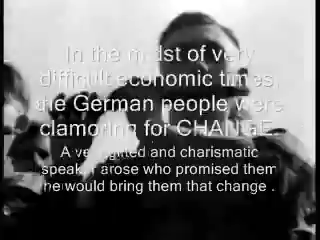 In the midst of very
difficult economic times,
the German people were
clamoring for CHANGE.
A very gifted and charismatic
speaker arose who promised them
he would bring them that change .